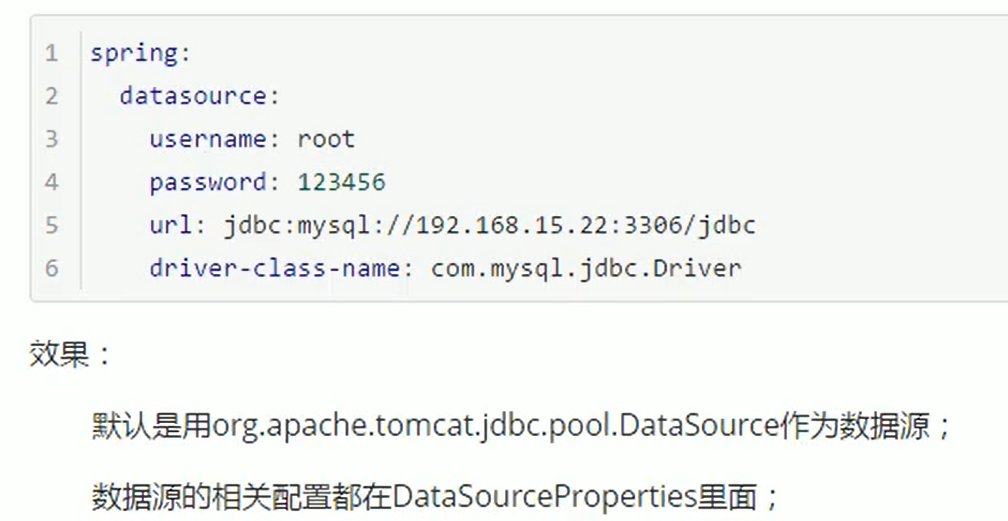 1 spring:
2   datasource:
3     username: root
4     password: 123456
5     url: jdbc:mysql://192.168.15.22:3306/jdbc
6     driver-class-name: com.mysql.jdbc.Driver
效果：
默认是用org.apache.tomcat.jdbc.pool.DataSource作为数据源；
数据源的相关配置都在DataSourceProperties里面；